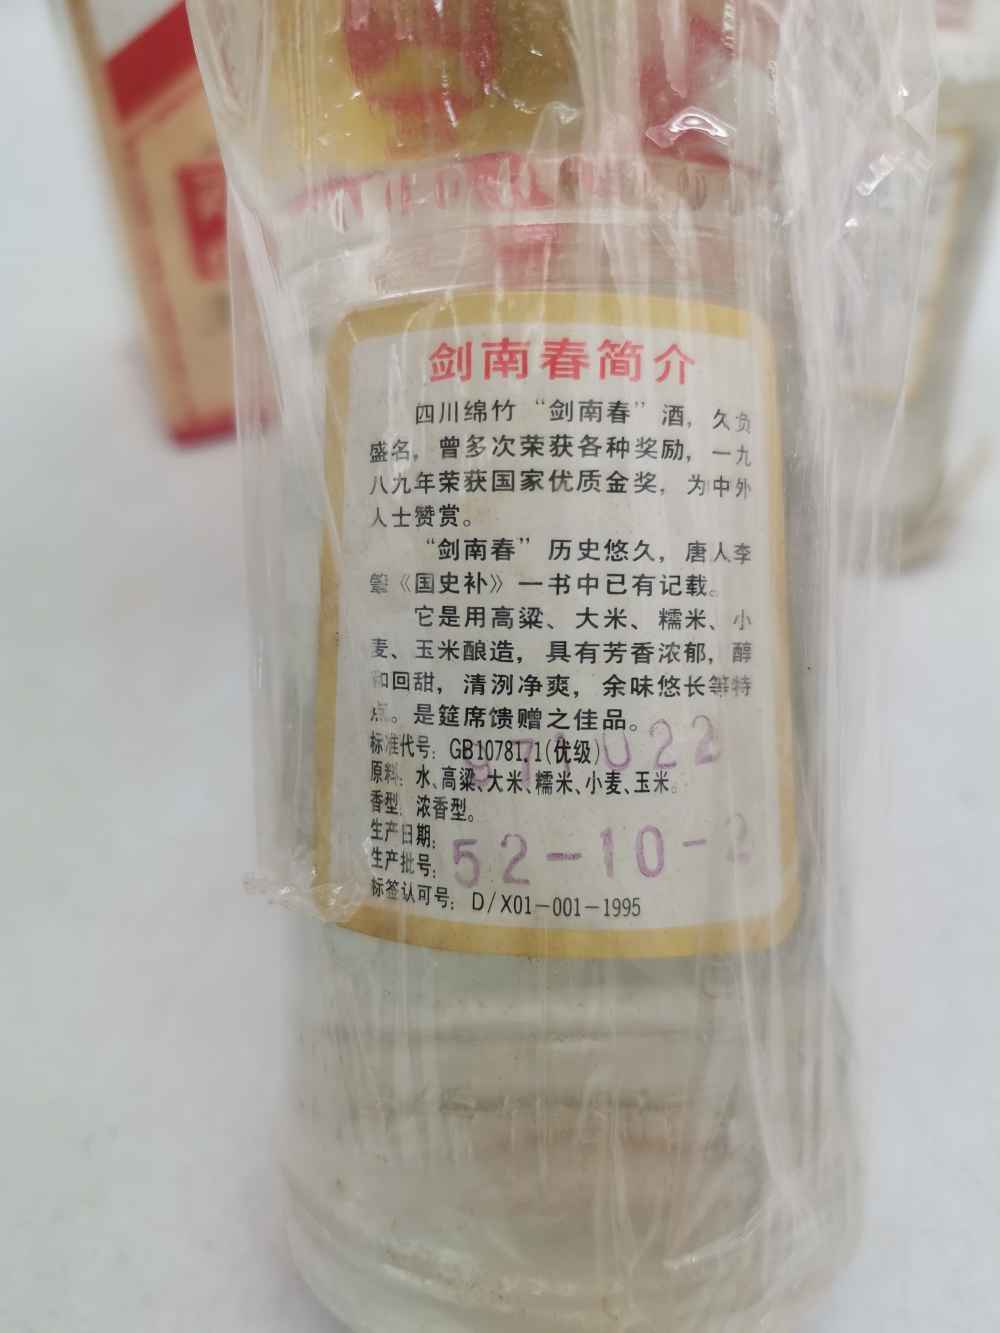 剑南春简介
四川绵竹“剑南春”酒，久负
盛名，曾多次荣获各种奖励，一九
八九年荣获国家优质金奖，为中外
人士赞赏。
“剑南春”历史悠久，唐人李
肇《国史补》一书中已有记载。
它是用高粱、大米、糯米、小
麦、玉米酿造，具有芳香浓郁，醇
和回甜，清洌净爽，余味悠长等特
点。是筵席馈赠之佳品。
标准代号：GB10781.1(优级)
971022
原料：水、高粱、大米、糯米、小麦、玉米。
香型：浓香型。
生产日期：
生产批号：52-10-2
标签认可号：D/X01-001-1995